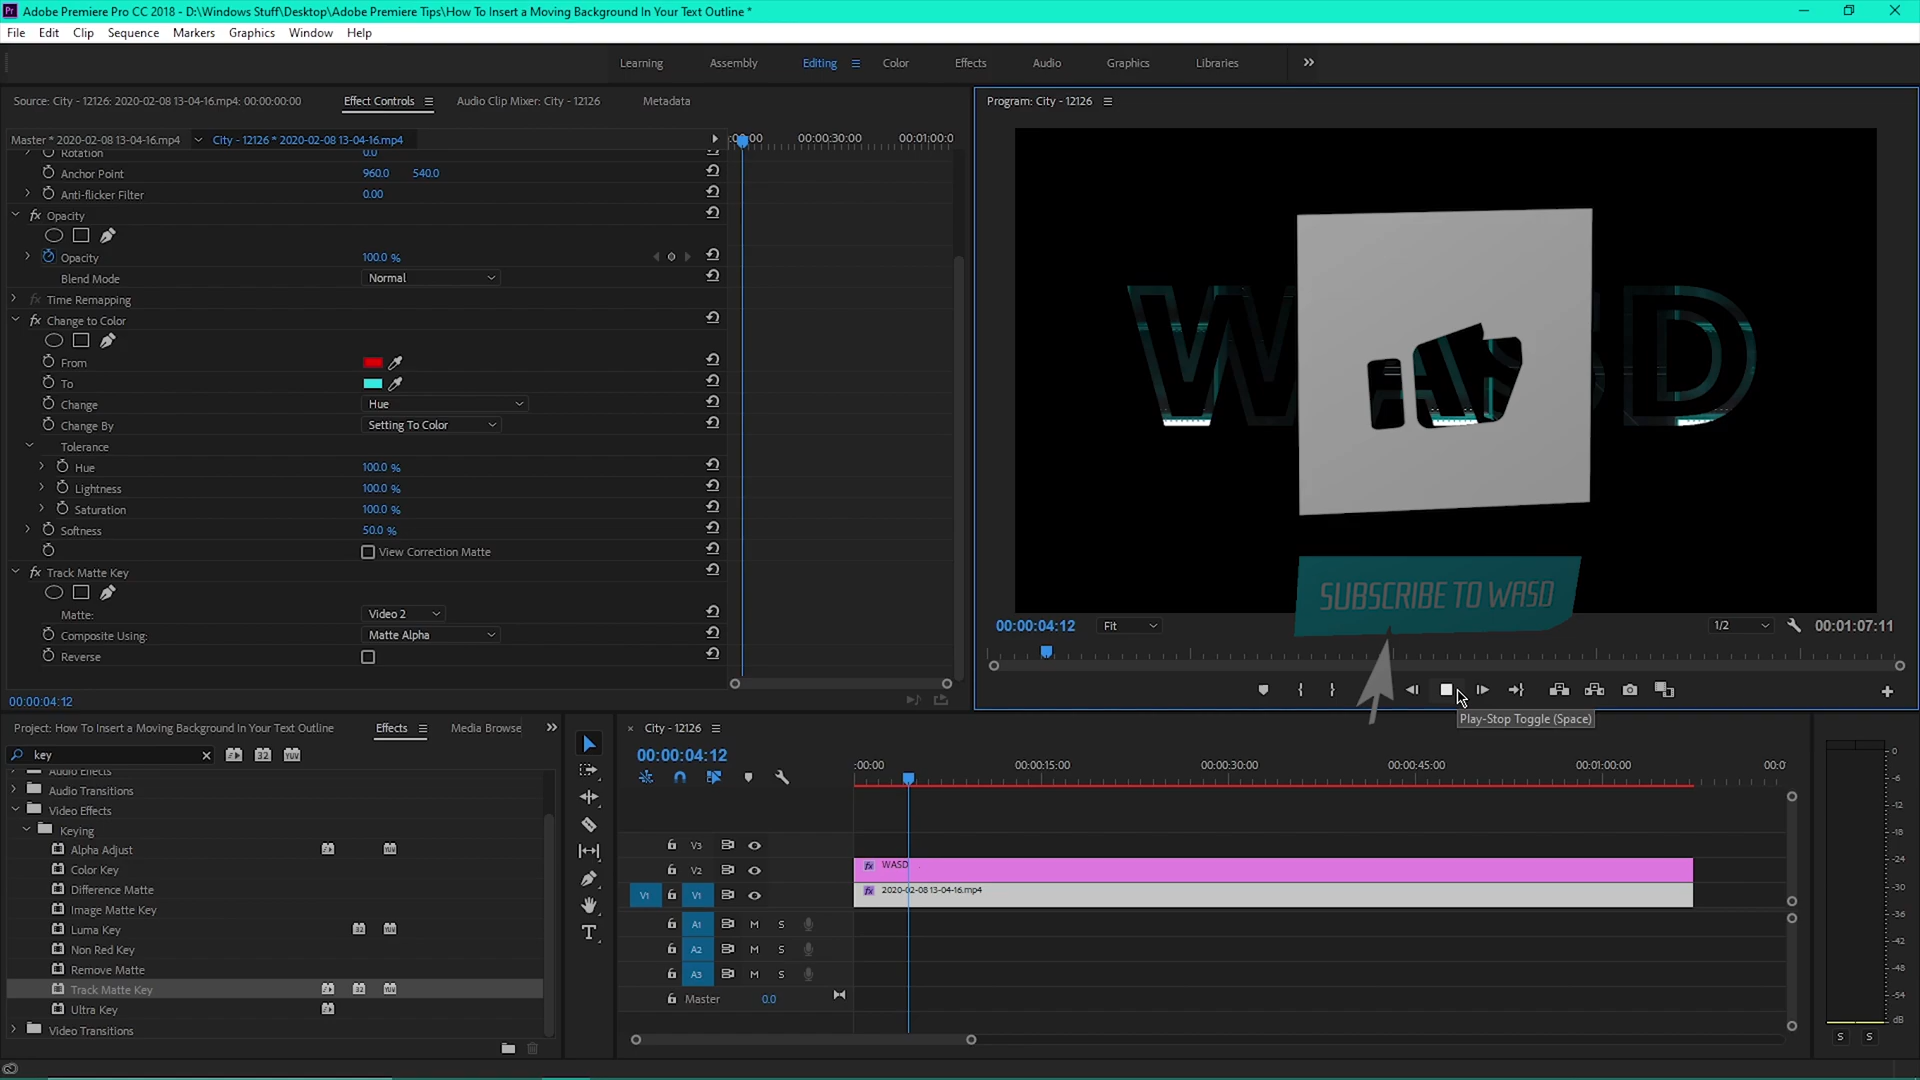 Adobe Premiere Pro CC 2018 - D:\Windows Stuff\Desktop\Adobe Premiere Tips\How To Insert a Moving Background In Your Text Outline *
File Edit Clip Sequence Markers Graphics Window Help
Learning Assembly Editing Color Effects Audio Graphics Libraries
Source: City - 12126: 2020-02-08 13-04-16.mp4: 00:00:00:00 Effect Controls Audio Clip Mixer: City - 12126 Metadata
Program: City - 12126
Master * 2020-02-08 13-04-16.mp4 City - 12126 * 2020-02-08 13-04-16.mp4
:00:00 00:00:30:00 00:01:00:0
Rotation 0.0
Anchor Point 960.0 540.0
Anti-flicker Filter 0.00
fx Opacity
Opacity 100.0 %
Blend Mode Normal
fx Time Remapping
fx Change to Color
From
To
Change Hue
Change By Setting To Color
Tolerance
Hue 100.0 %
Lightness 100.0 %
Saturation 100.0 %
Softness 50.0 %
View Correction Matte
fx Track Matte Key
Matte: Video 2
Composite Using: Matte Alpha
Reverse
00:00:04:12
WASD
SUBSCRIBE TO WASD
00:00:04:12 Fit 1/2 00:01:07:11
Play-Stop Toggle (Space)
Project: How To Insert a Moving Background In Your Text Outline Effects Media Browse
key
Audio Effects
Audio Transitions
Video Effects
Keying
Alpha Adjust
Color Key
Difference Matte
Image Matte Key
Luma Key
Non Red Key
Remove Matte
Track Matte Key
Ultra Key
Video Transitions
City - 12126
00:00:04:12
:00:00 00:00:15:00 00:00:30:00 00:00:45:00 00:01:00:00 00:0
V3
V2 fx WASD
V1 V1 fx 2020-02-08 13-04-16.mp4
A1 M S
A2 M S
A3 M S
Master 0.0
0
-6
-12
-18
-24
-30
-36
-42
-48
-54
dB
S S